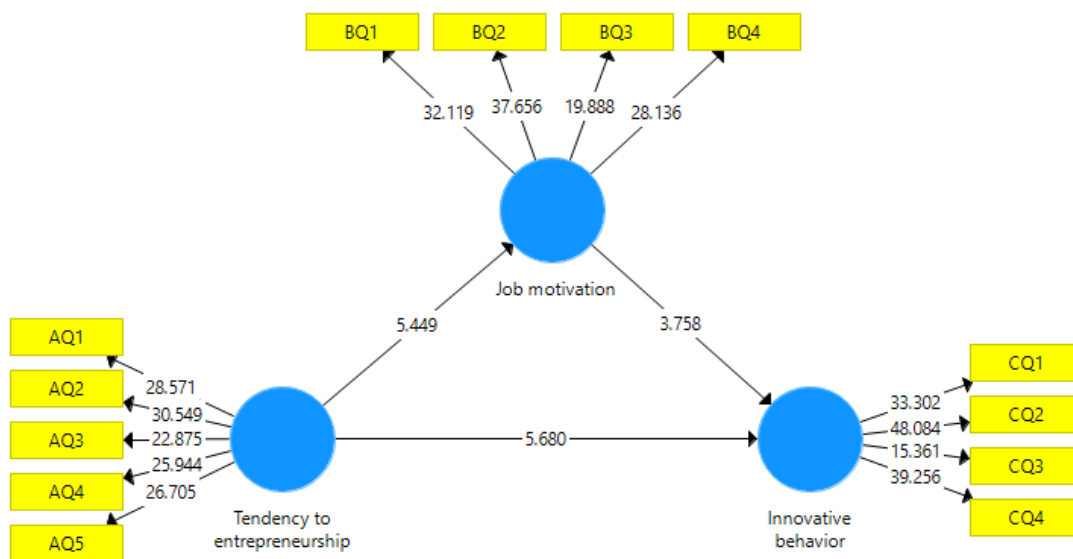 BQ1
BQ2
BQ3
BQ4
32.119
37.656
19.888
28.136
Job motivation
5.449
3.758
5.680
AQ1
AQ2
AQ3
AQ4
AQ5
28.571
30.549
22.875
25.944
26.705
Tendency to
entrepreneurship
CQ1
CQ2
CQ3
CQ4
33.302
48.084
15.361
39.256
Innovative
behavior